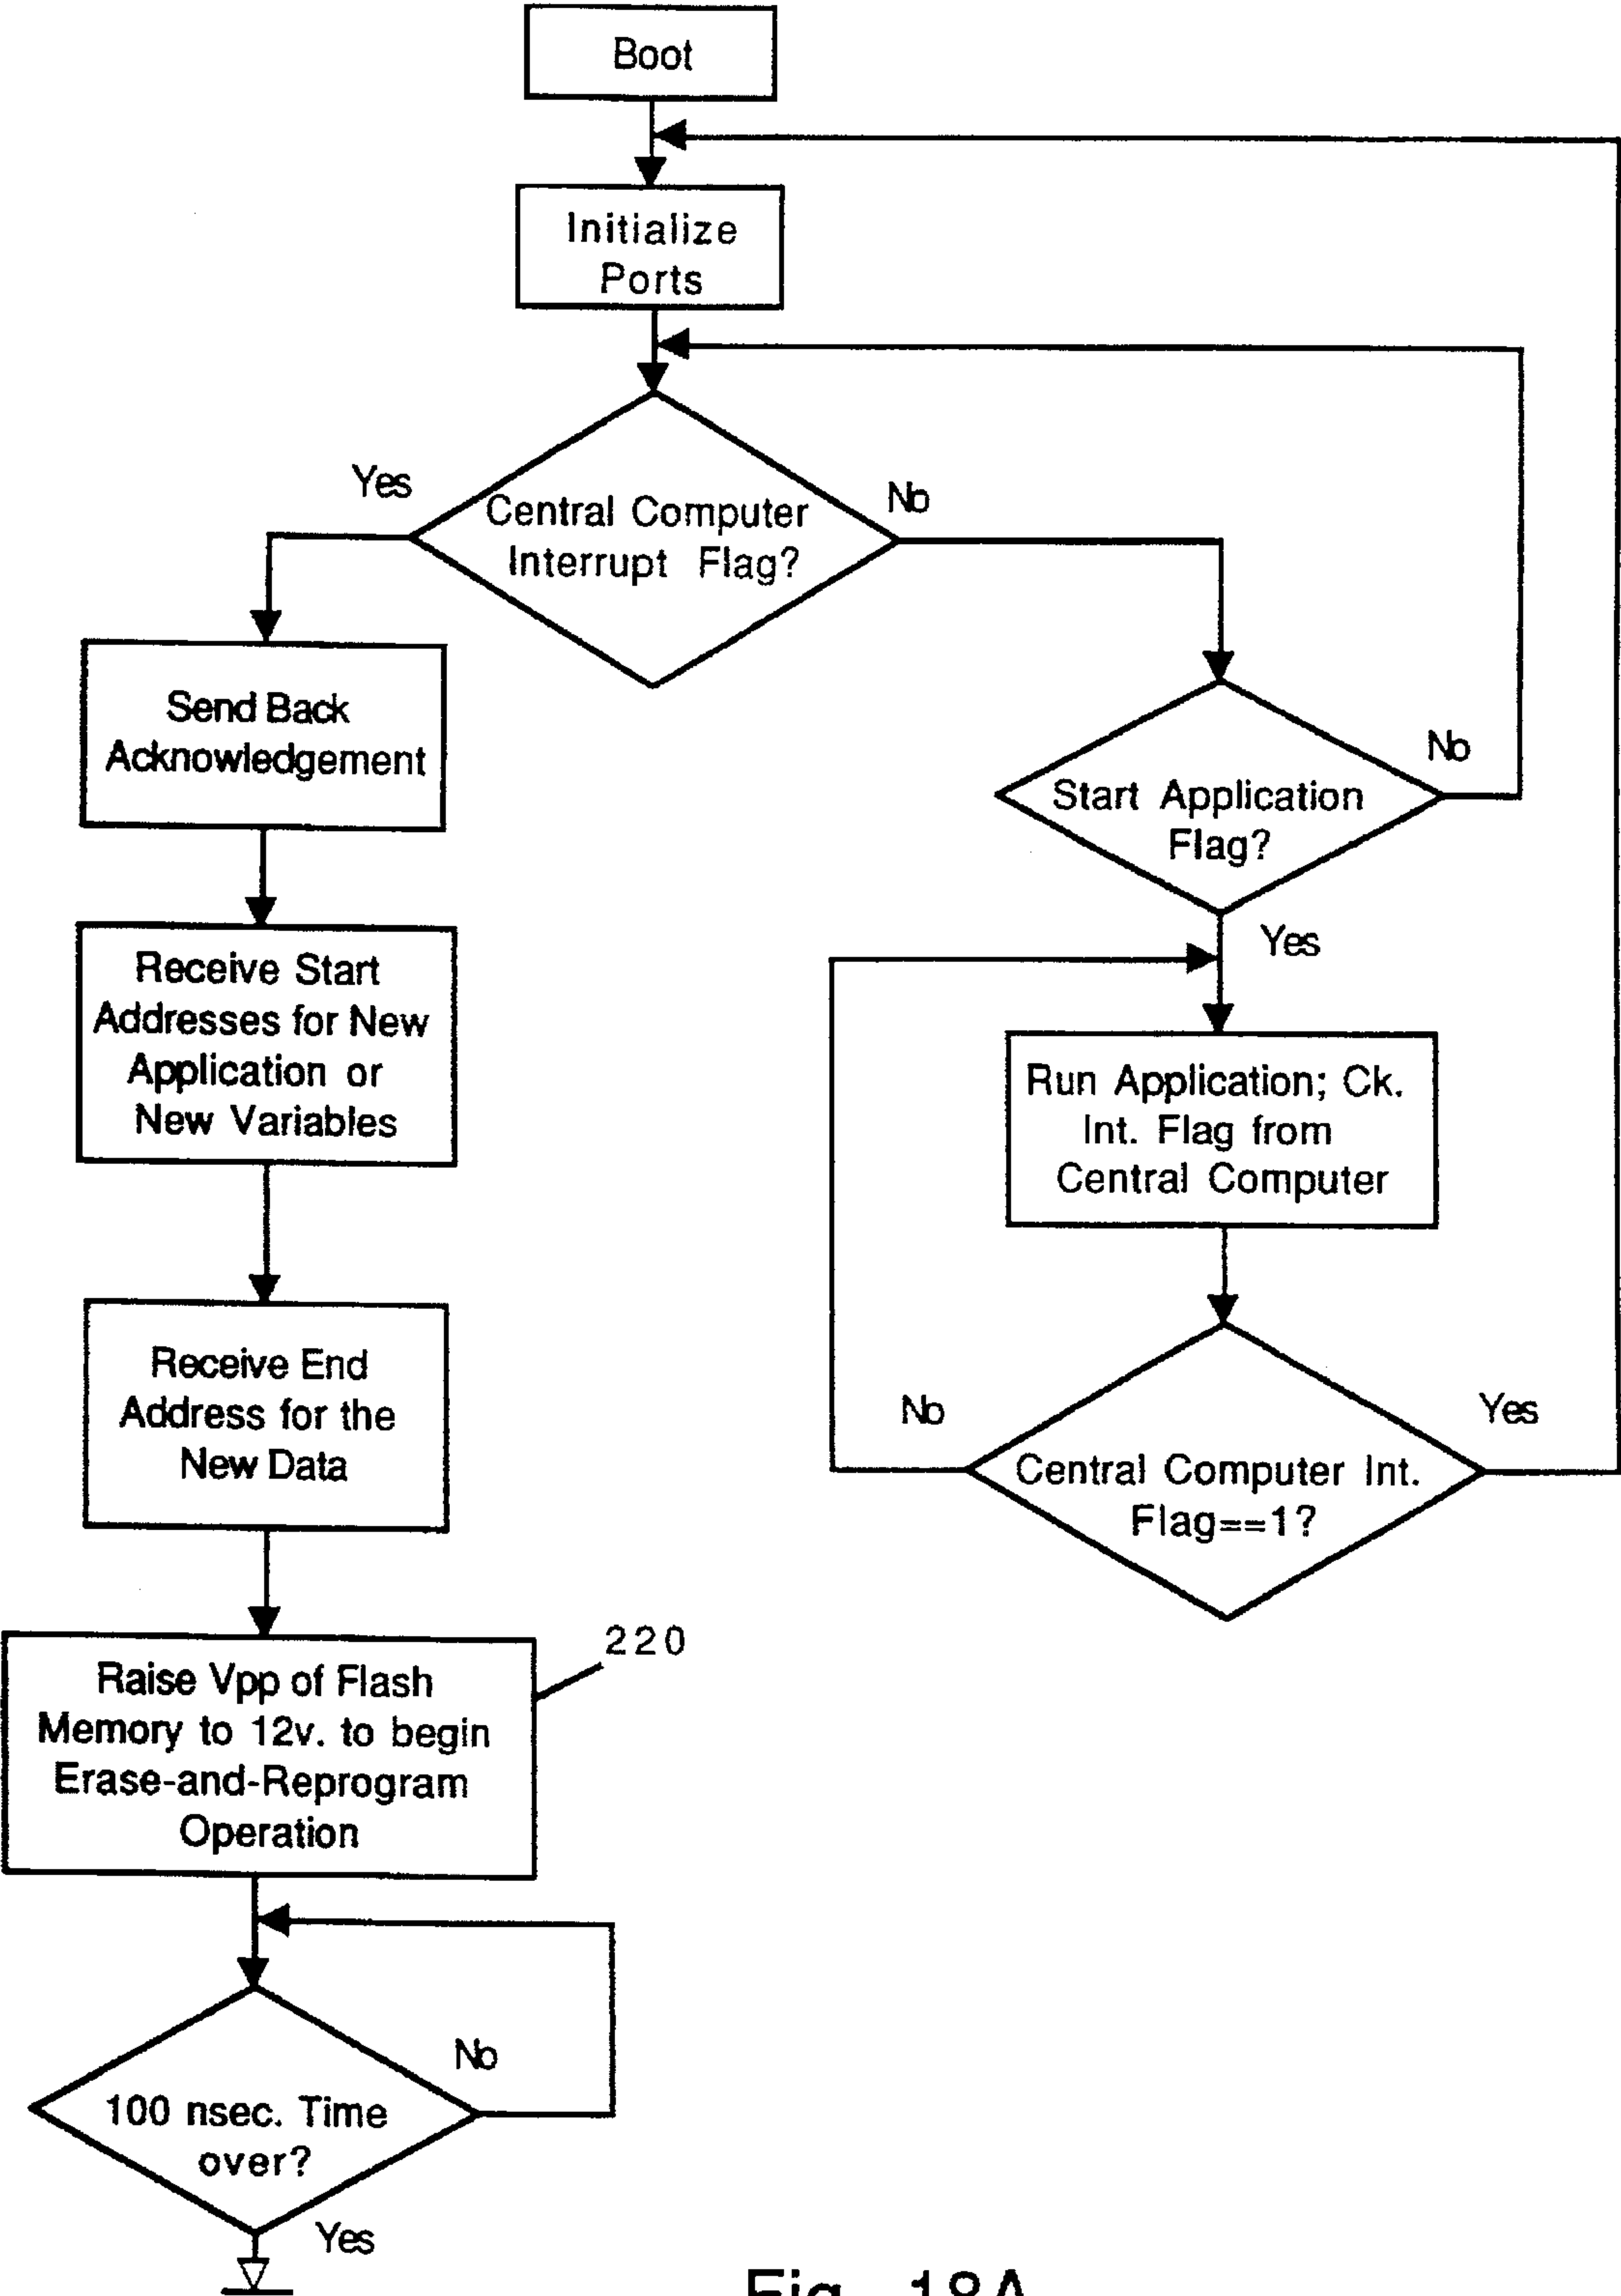 Boot
Initialize
Ports
Yes
Central Computer
Interrupt Flag?
No
Send Back
Acknowledgement
Start Application
Flag?
No
Yes
Receive Start
Addresses for New
Application or
New Variables
Run Application; Ck.
Int. Flag from
Central Computer
Receive End
Address for the
New Data
No
Central Computer Int.
Flag==1?
Yes
220
Raise Vpp of Flash
Memory to 12v. to begin
Erase-and-Reprogram
Operation
No
100 nsec. Time
over?
Yes
Fig. 18A